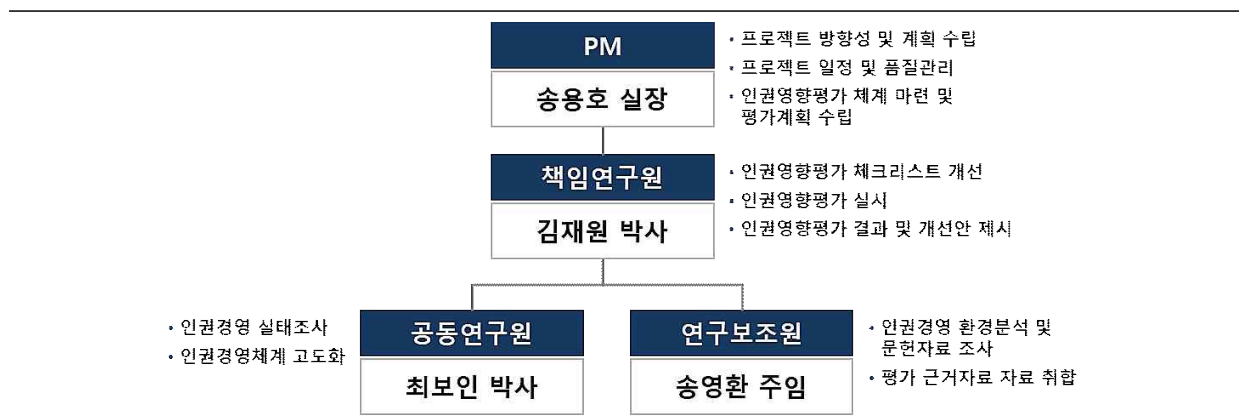 PM
송용호 실장
• 프로젝트 방향성 및 계획 수립
• 프로젝트 일정 및 품질관리
• 인권영향평가 체계 마련 및
평가계획 수립
책임연구원
김재원 박사
• 인권영향평가 체크리스트 개선
• 인권영향평가 실시
• 인권영향평가 결과 및 개선안 제시
• 인권경영 실태조사
• 인권경영체계 고도화
공동연구원
최보인 박사
연구보조원
송영환 주임
• 인권경영 환경분석 및
문헌자료 조사
• 평가 근거자료 자료 취합